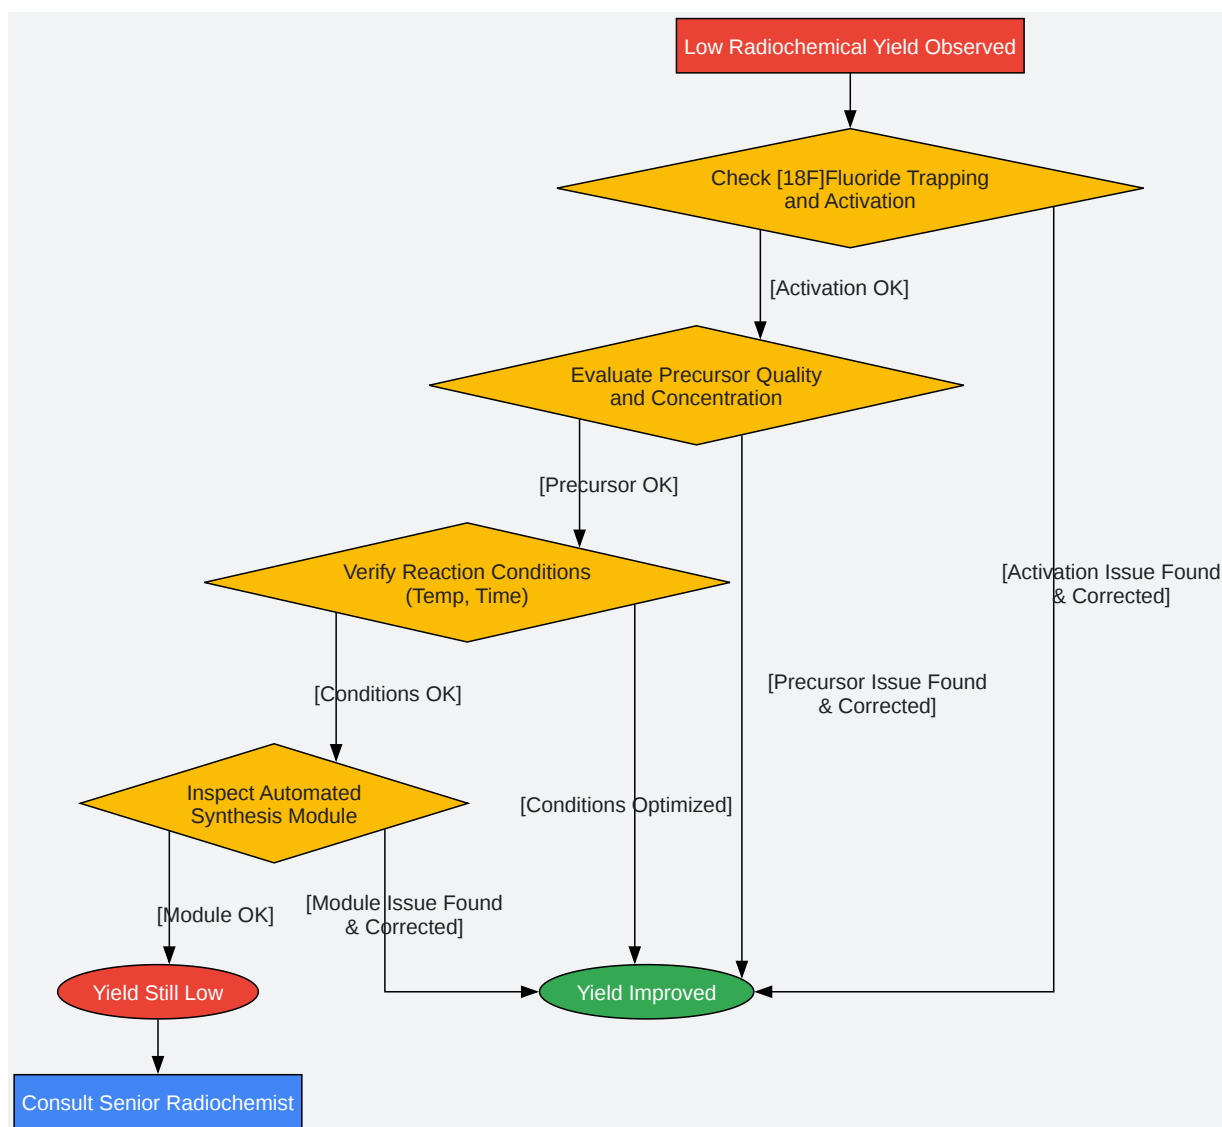 Low Radiochemical Yield Observed
Check [18F]Fluoride Trapping
and Activation
[Activation OK]
Evaluate Precursor Quality
and Concentration
[Precursor OK]
Verify Reaction Conditions
(Temp, Time)
[Activation Issue Found
& Corrected]
[Conditions OK]
[Precursor Issue Found
& Corrected]
Inspect Automated
Synthesis Module
[Conditions Optimized]
[Module OK]
[Module Issue Found
& Corrected]
Yield Still Low
Yield Improved
Consult Senior Radiochemist